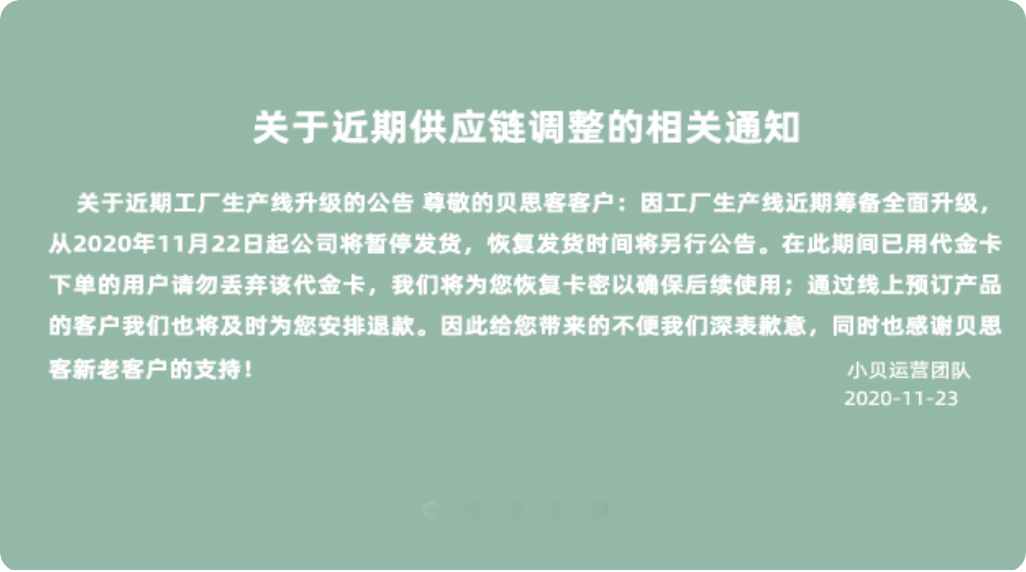 关于近期供应链调整的相关通知
关于近期工厂生产线升级的公告 尊敬的贝思客客户：因工厂生产线近期筹备全面升级，
从2020年11月22日起公司将暂停发货，恢复发货时间将另行公告。在此期间已用代金卡
下单的用户请勿丢弃该代金卡，我们将为您恢复卡密以确保后续使用；通过线上预订产品
的客户我们也将及时为您安排退款。因此给您带来的不便我们深表歉意，同时也感谢贝思
客新老客户的支持！
小贝运营团队
2020-11-23